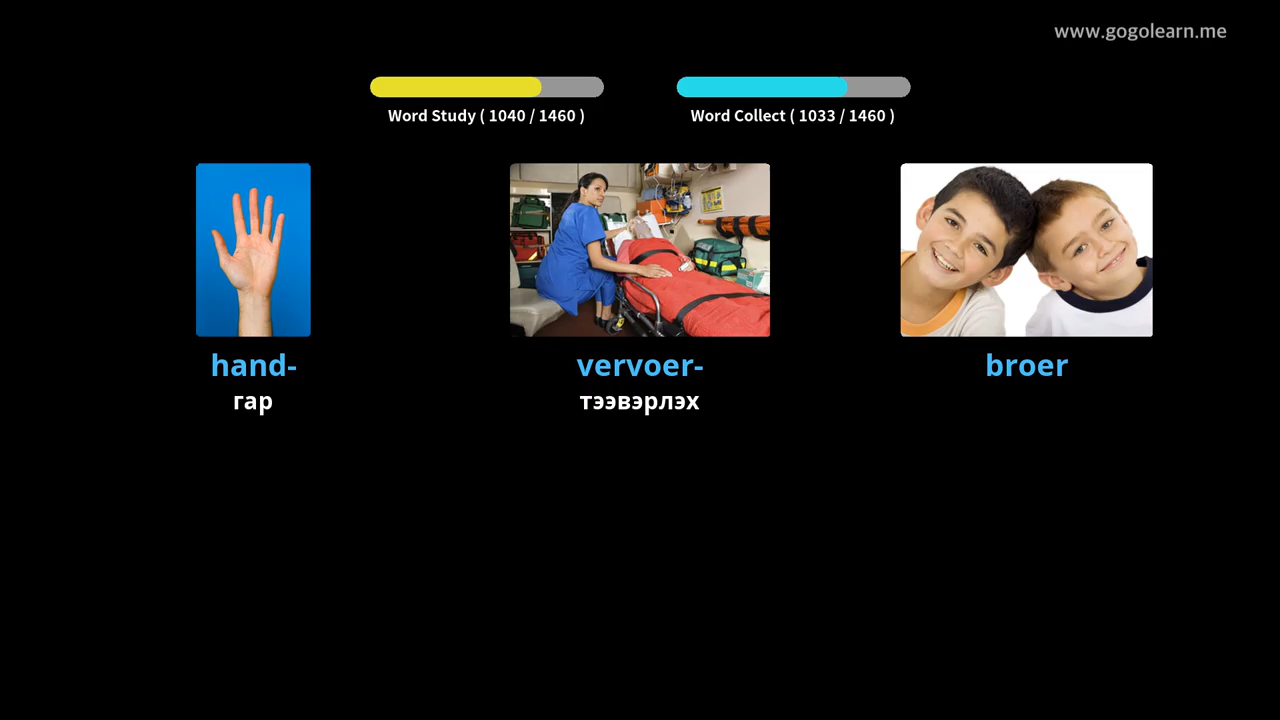 www.gogolearn.me
Word Study ( 1040 / 1460 )
Word Collect ( 1033 / 1460 )
hand-
гар
vervoer-
тээвэрлэх
broer